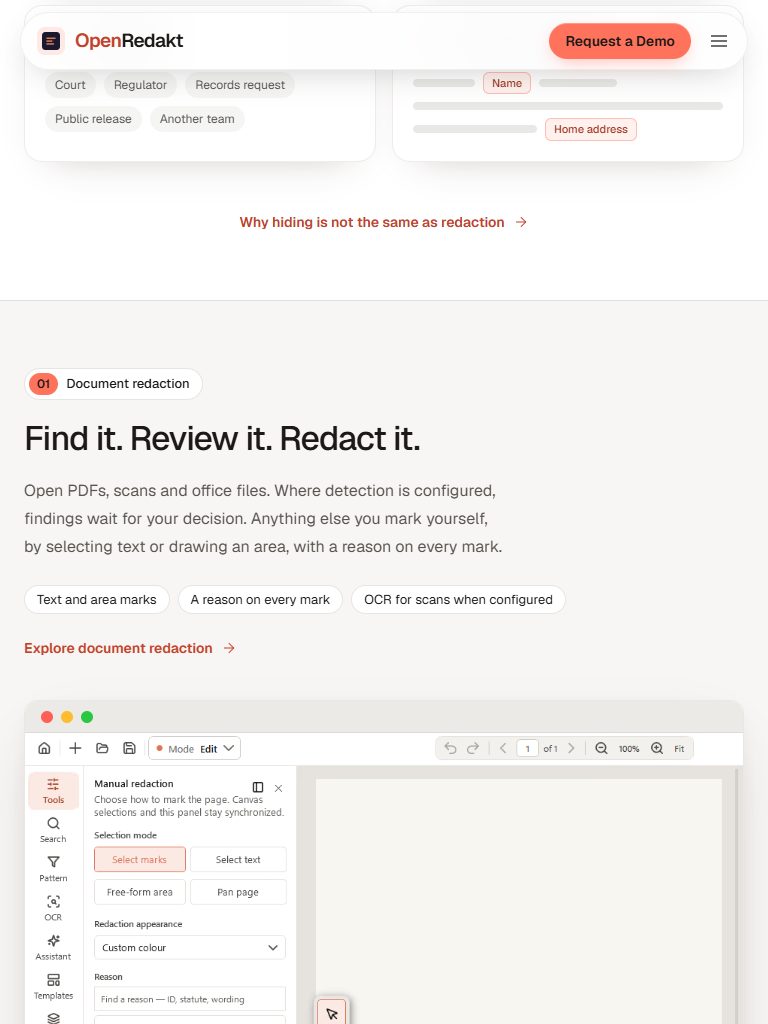 OpenRedakt
Request a Demo
Court
Regulator
Records request
Public release
Another team
Name
Home address
Why hiding is not the same as redaction →
01 Document redaction
Find it. Review it. Redact it.
Open PDFs, scans and office files. Where detection is configured,
findings wait for your decision. Anything else you mark yourself,
by selecting text or drawing an area, with a reason on every mark.
Text and area marks
A reason on every mark
OCR for scans when configured
Explore document redaction →
Mode Edit
1 of 1
100%
Fit
Tools
Search
Pattern
OCR
Assistant
Templates
Manual redaction
Choose how to mark the page. Canvas
selections and this panel stay synchronized.
Selection mode
Select marks
Select text
Free-form area
Pan page
Redaction appearance
Custom colour
Reason
Find a reason — ID, statute, wording